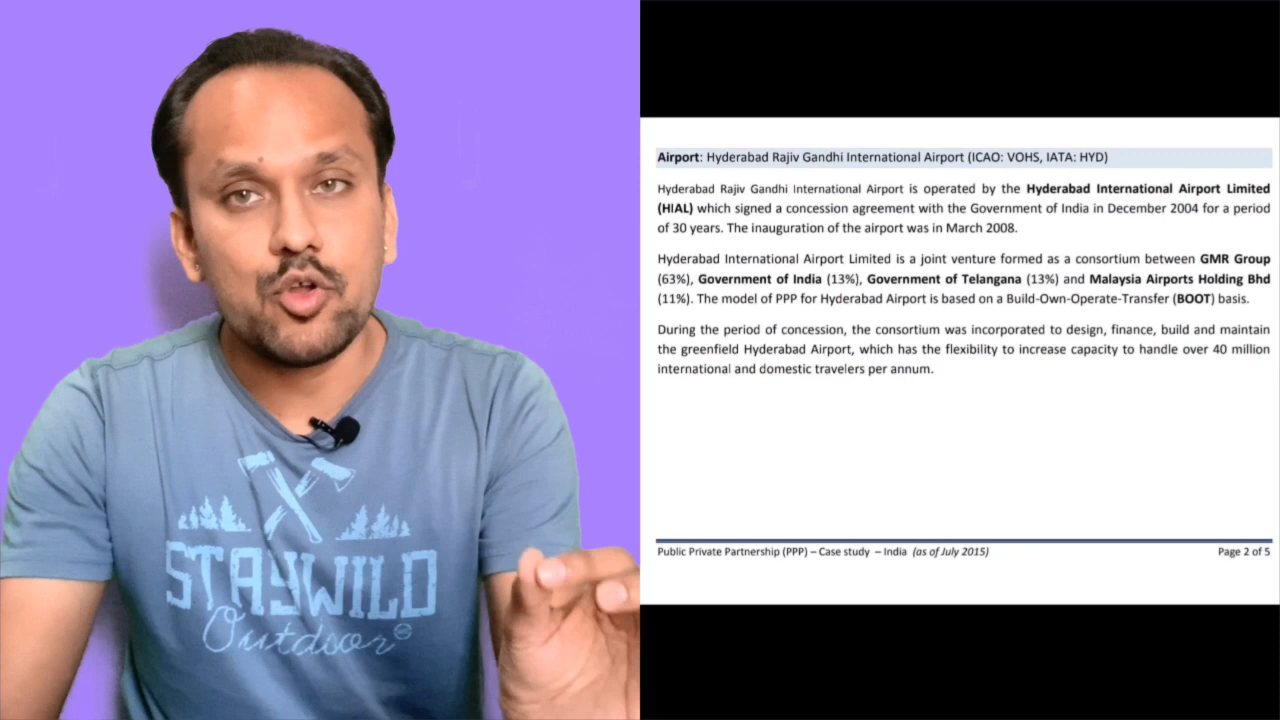 STAYWILD
Outdoor
Airport: Hyderabad Rajiv Gandhi International Airport (ICAO: VOHS, IATA: HYD)
Hyderabad Rajiv Gandhi International Airport is operated by the Hyderabad International Airport Limited
(HIAL) which signed a concession agreement with the Government of India in December 2004 for a period
of 30 years. The inauguration of the airport was in March 2008.
Hyderabad International Airport Limited is a joint venture formed as a consortium between GMR Group
(63%), Government of India (13%), Government of Telangana (13%) and Malaysia Airports Holding Bhd
(11%). The model of PPP for Hyderabad Airport is based on a Build-Own-Operate-Transfer (BOOT) basis.
During the period of concession, the consortium was incorporated to design, finance, build and maintain
the greenfield Hyderabad Airport, which has the flexibility to increase capacity to handle over 40 million
international and domestic travelers per annum.
Public Private Partnership (PPP) – Case study – India (as of July 2015) Page 2 of 5